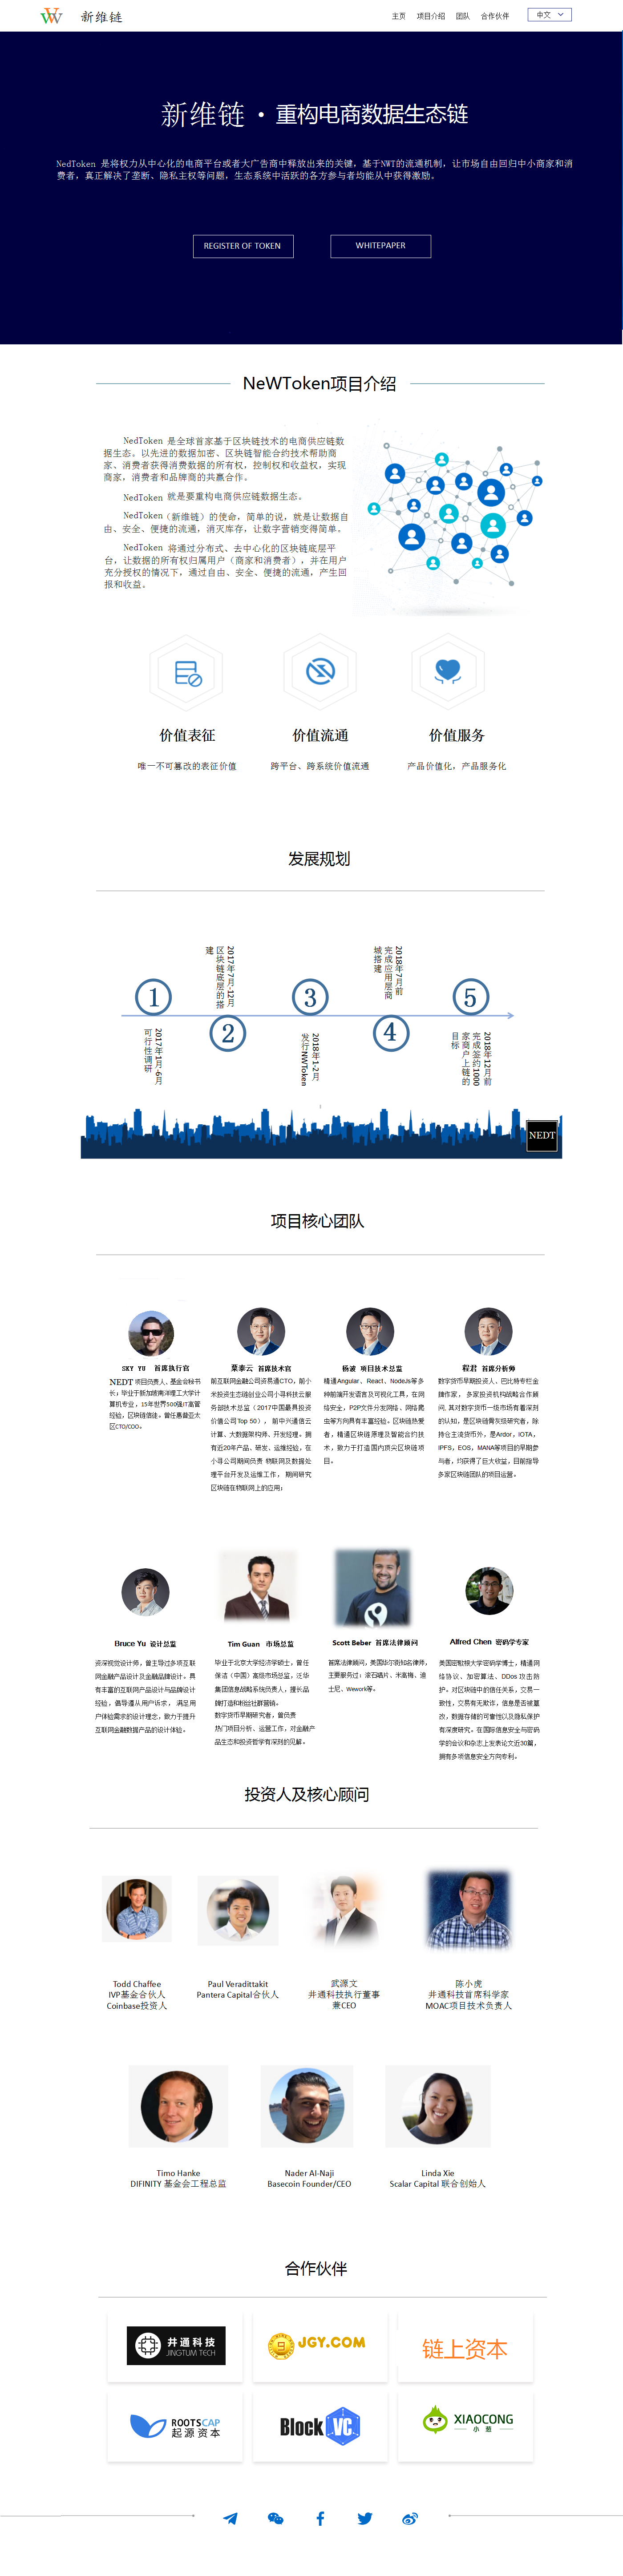 新维链
主页 项目介绍 团队 合作伙伴 中文
新维链 · 重构电商数据生态链
NedToken 是将权力从中心化的电商平台或者大广告商中释放出来的关键，基于NWT的流通机制，让市场自由回归中小商家和消
费者，真正解决了垄断、隐私主权等问题，生态系统中活跃的各方参与者均能从中获得激励。
REGISTER OF TOKEN
WHITEPAPER
NeWToken项目介绍
NedToken 是全球首家基于区块链技术的电商供应链数
据生态。以先进的数据加密、区块链智能合约技术帮助商
家、消费者获得消费数据的所有权，控制权和收益权，实现
商家，消费者和品牌商的共赢合作。
NedToken 就是要重构电商供应链数据生态。
NedToken（新维链）的使命，简单的说，就是让数据自
由、安全、便捷的流通，消灭库存，让数字营销变得简单。
NedToken 将通过分布式、去中心化的区块链底层平
台，让数据的所有权归属用户（商家和消费者），并在用户
充分授权的情况下，通过自由、安全、便捷的流通，产生回
报和收益。
价值表征
价值流通
价值服务
唯一不可篡改的表征价值
跨平台、跨系统价值流通
产品价值化，产品服务化
发展规划
1
2017年1月-6月
可行性调研
2
2017年7月-12月
区块链底层的搭
建
3
2018年1-2月
发行NWToken
4
2018年7月前
完成应用层商
城搭建
5
2018年12月前
完成签约1000
家商户上链的
目标
NEDT
项目核心团队
SKY YU 首席执行官
NEDT 项目负责人、基金会秘书
长，毕业于新加坡南洋理工大学计
算机专业，15年世界500强IT高管
经验，区块链信徒。曾任惠普亚太
区CTO/COO。
葉泰云 首席技术官
前互联网金融公司资易通CTO，前小
米投资生态链创业公司小寻科技云服
务部技术总监（2017中国最具投资
价值公司Top 50），前中兴通信云
计算、大数据架构师、开发经理。拥
有近20年产品、研发、运维经验，在
小寻公司期间负责 物联网及数据处
理平台开发及运维工作， 期间研究
区块链在物联网上的应用；
杨波 项目技术总监
精通Angular、React、NodeJs等多
种前端开发语言及可视化工具，在网
络安全，P2P文件分发网络、网络爬
虫等方向具有丰富经验。区块链热爱
者，精通区块链原理及智能合约技
术，致力于打造国内顶尖区块链项
目。
程君 首席分析师
数字货币早期投资人、巴比特专栏金
牌作家， 多家投资机构战略合作顾
问, 其对数字货币一级市场有着深刻
的认知，是区块链骨灰级研究者，除
持仓主流货币外，是Ardor，IOTA，
IPFS，EOS，MANA等项目的早期参
与者，均获得了巨大收益，目前指导
多家区块链团队的项目运营。
Bruce Yu 设计总监
资深视觉设计师，曾主导过多项互联
网金融产品设计及金融品牌设计。具
有丰富的互联网产品设计与品牌设计
经验，倡导遵从用户诉求， 满足用
户体验需求的设计理念，致力于提升
互联网金融数据产品的设计体验。
Tim Guan 市场总监
毕业于北京大学经济学硕士，曾任
保洁（中国）高级市场总监，泛华
集团信息战略系统负责人，擅长品
牌打造和粉丝社群营销。
数字货币早期研究者，曾负责
热门项目分析、运营工作，对金融产
品生态和投资哲学有深刻的见解。
Scott Beber 首席法律顾问
首席法律顾问，美国华尔街知名律师，
主要服务过：滚石唱片、米高梅、迪
士尼、Wework等。
Alfred Chen 密码学专家
美国密歇根大学密码学博士，精通网
络协议、加密算法、DDos 攻击防
护。对区块链中的信任关系，交易一
致性，交易有无欺诈，信息是否被篡
改，数据存储的可靠性以及隐私保护
有深度研究。在国际信息安全与密码
学的会议和杂志上发表论文近30篇，
拥有多项信息安全方向专利。
投资人及核心顾问
Todd Chaffee
IVP基金合伙人
Coinbase投资人
Paul Veradittakit
Pantera Capital合伙人
武源文
井通科技执行董事
兼CEO
陈小虎
井通科技首席科学家
MOAC项目技术负责人
Timo Hanke
DIFINITY 基金会工程总监
Nader Al-Naji
Basecoin Founder/CEO
Linda Xie
Scalar Capital 联合创始人
合作伙伴
井通科技
JINGTUM TECH
JGY.COM
链上资本
ROOTSCAP
起源资本
Block VC
XIAOCONG
小葱